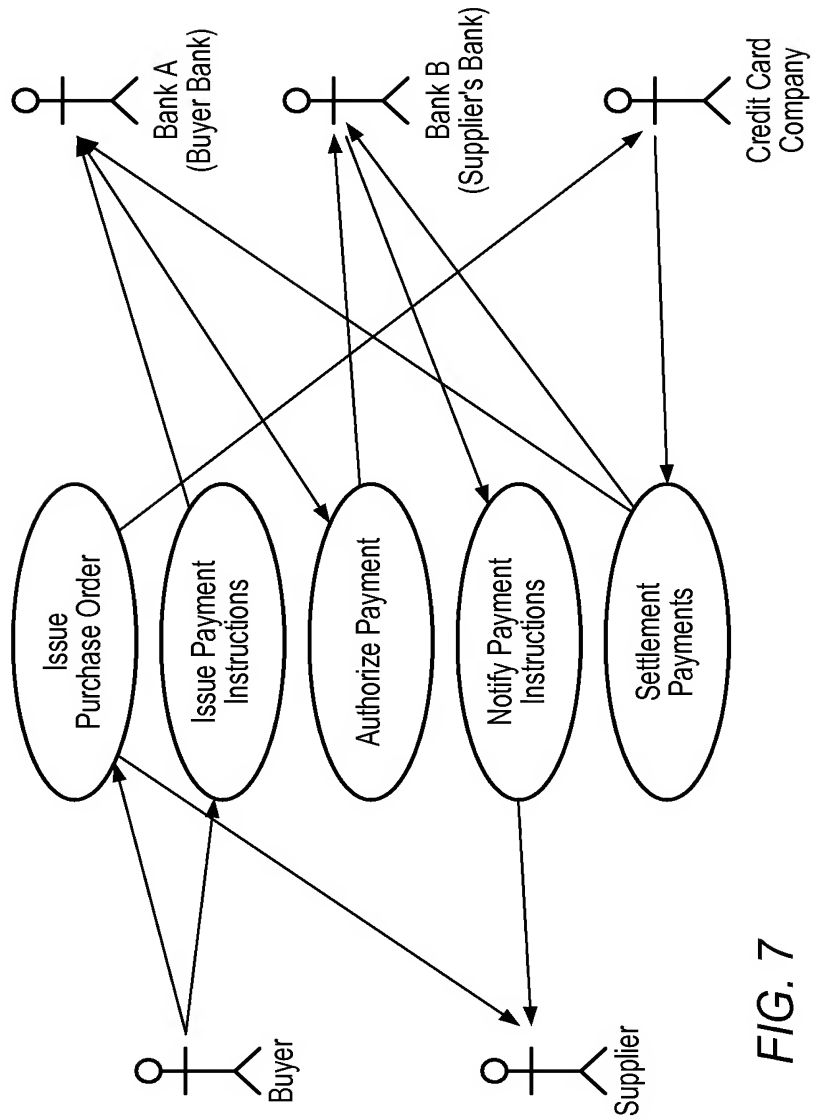 Issue
Purchase Order
Issue Payment
Instructions
Authorize Payment
Notify Payment
Instructions
Settlement
Payments
Buyer
Supplier
Bank A
(Buyer Bank)
Bank B
(Supplier's Bank)
Credit Card
Company
FIG. 7